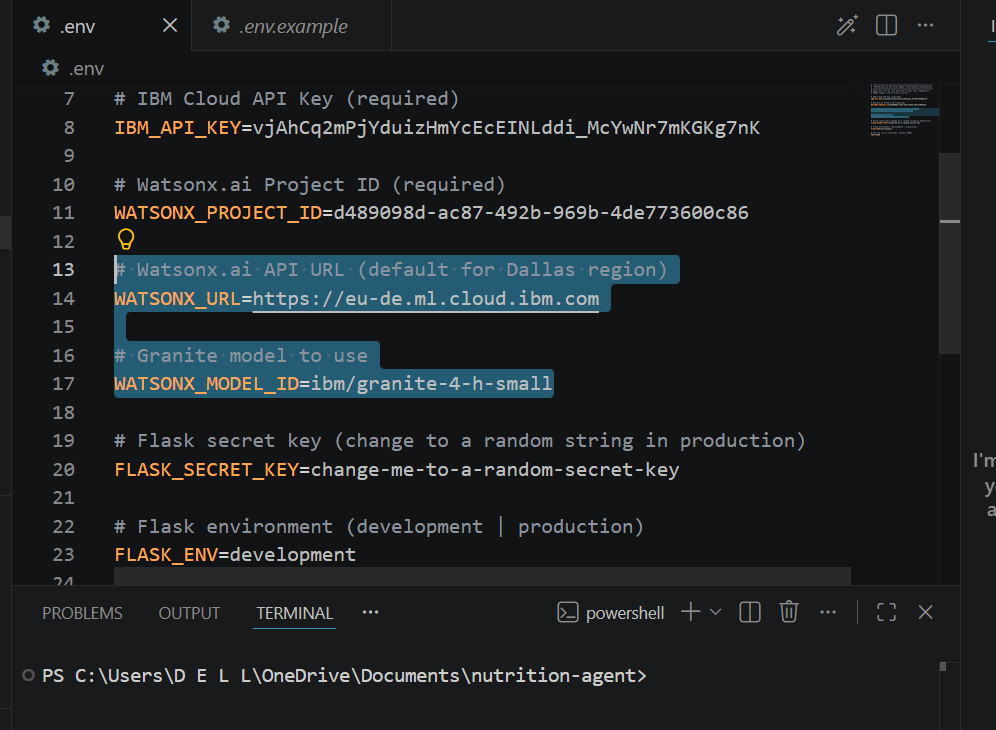 .env
.env.example
.env
7 # IBM Cloud API Key (required)
8 IBM_API_KEY=vjAhCq2mPjYduizHmYcEcEINLddi_McYwNr7mKGKg7nK
9
10 # Watsonx.ai Project ID (required)
11 WATSONX_PROJECT_ID=d489098d-ac87-492b-969b-4de773600c86
12
13 # Watsonx.ai API URL (default for Dallas region)
14 WATSONX_URL=https://eu-de.ml.cloud.ibm.com
15
16 # Granite model to use
17 WATSONX_MODEL_ID=ibm/granite-4-h-small
18
19 # Flask secret key (change to a random string in production)
20 FLASK_SECRET_KEY=change-me-to-a-random-secret-key
21
22 # Flask environment (development | production)
23 FLASK_ENV=development
24
I'm
y
a
PROBLEMS OUTPUT TERMINAL ...
powershell
PS C:\Users\D E L L\OneDrive\Documents\nutrition-agent>